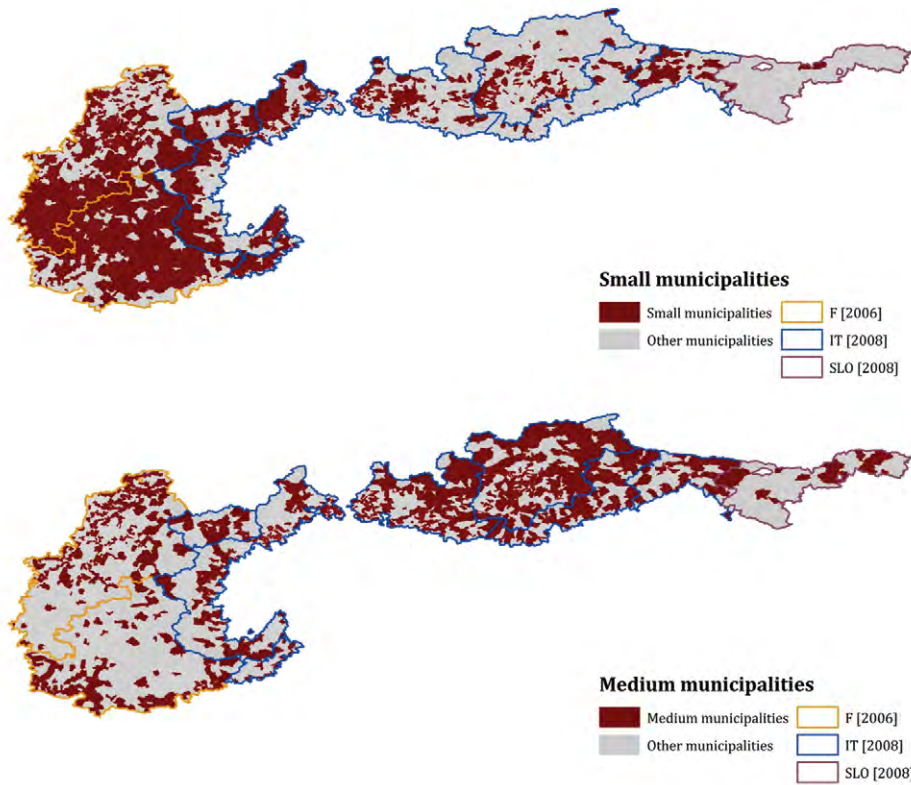 Small municipalities
Small municipalities F [2006]
Other municipalities IT [2008]
SLO [2008]
Medium municipalities
Medium municipalities F [2006]
Other municipalities IT [2008]
SLO [2008]